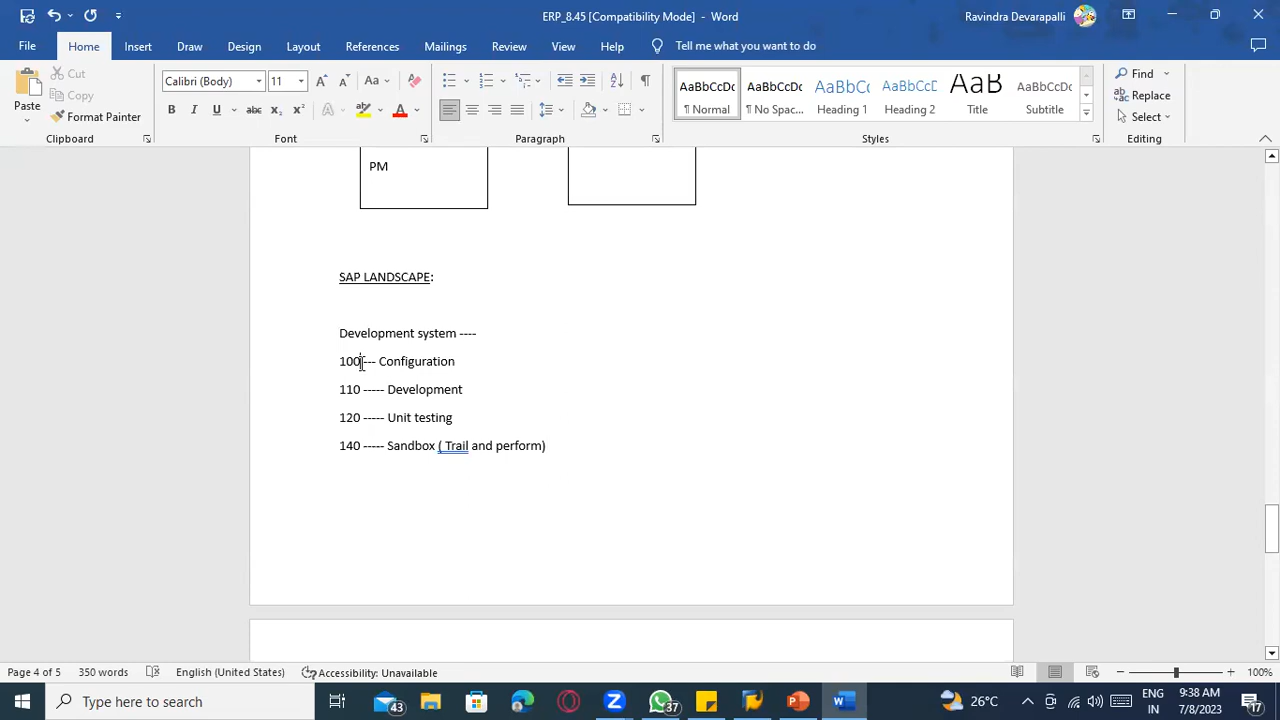 ERP_8.45 [Compatibility Mode] - Word
Ravindra Devarapalli
File Home Insert Draw Design Layout References Mailings Review View Help Tell me what you want to do
Paste
Cut
Copy
Format Painter
Clipboard
Calibri (Body) 11
Font
Paragraph
AaBbCcDc AaBbCcDc AaBbCc AaBbCcD AaB AaBbCcD
¶ Normal ¶ No Spac... Heading 1 Heading 2 Title Subtitle
Styles
Find
Replace
Select
Editing
PM
SAP LANDSCAPE:
Development system ----
100 --- Configuration
110 ----- Development
120 ----- Unit testing
140 ----- Sandbox ( Trail and perform)
Page 4 of 5 350 words English (United States) Accessibility: Unavailable 100%
Type here to search
43
37
26°C
ENG
IN
9:38 AM
7/8/2023
17